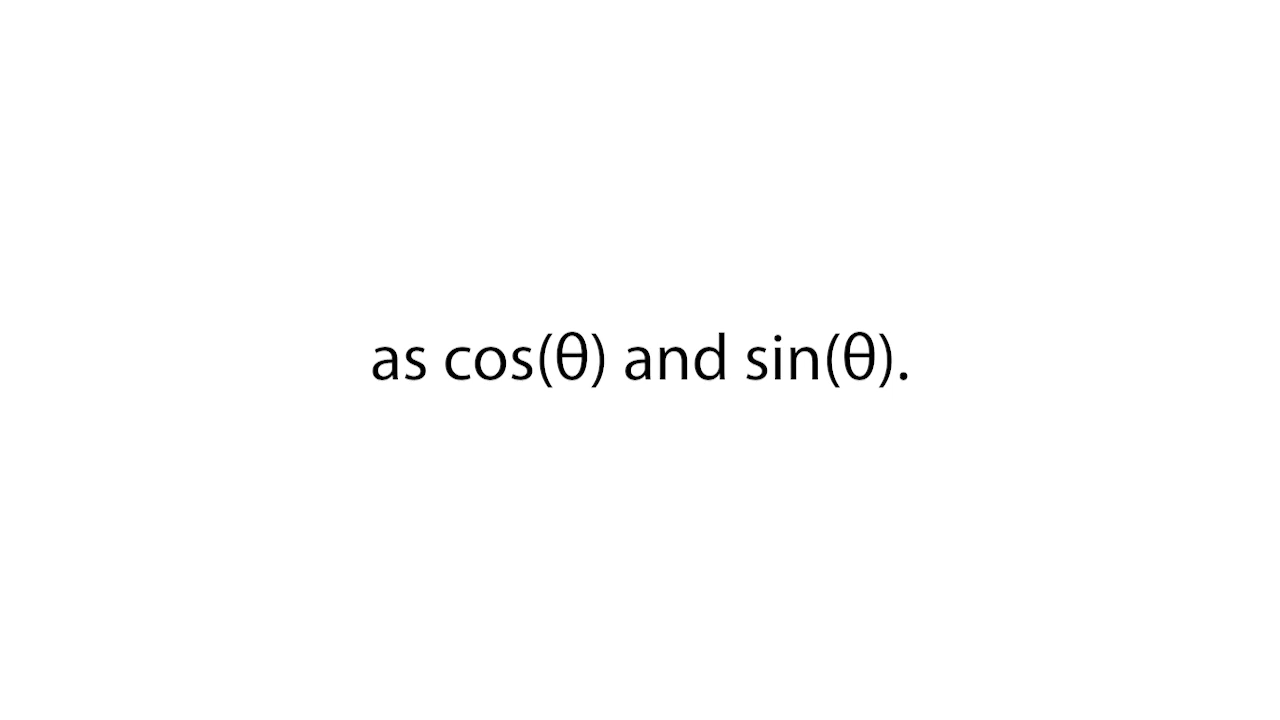 as cos(θ) and sin(θ).